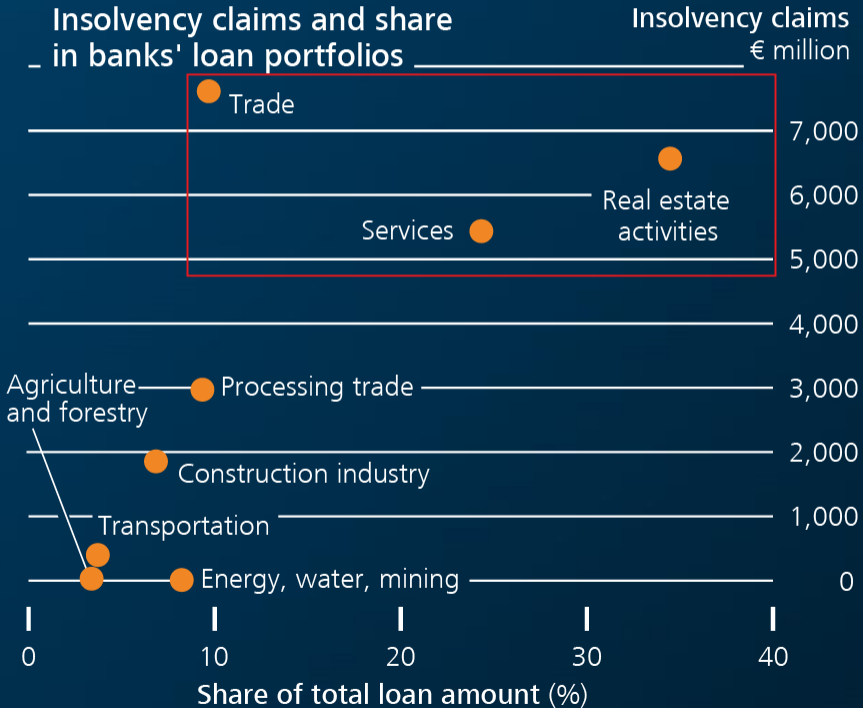 Insolvency claims and share
in banks' loan portfolios
Insolvency claims
€ million
Trade
7,000
6,000
Real estate
activities
Services
5,000
4,000
Agriculture
and forestry
Processing trade
3,000
2,000
Construction industry
1,000
Transportation
Energy, water, mining
0
0 10 20 30 40
Share of total loan amount (%)